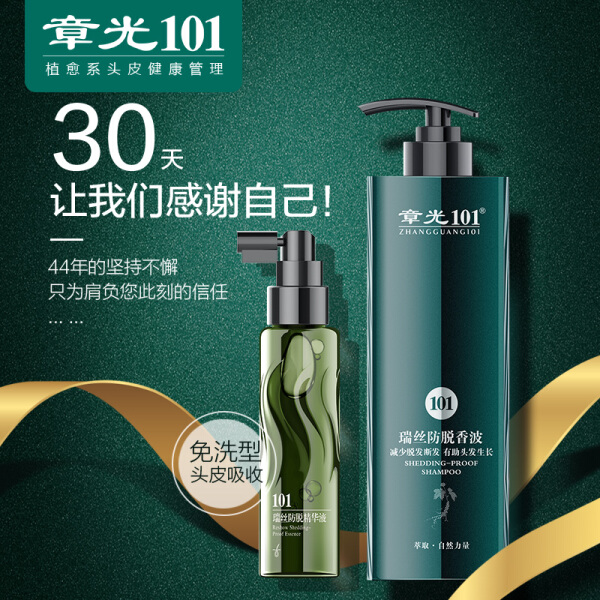 章光101
植愈系头皮健康管理
30天
让我们感谢自己!
44年的坚持不懈
只为肩负您此刻的信任
... ...
免洗型
头皮吸收
101
瑞丝防脱精华液
章光101®
ZHANGGUANG101
101
瑞丝防脱香波
减少脱发断发 有助头发生长
SHEDDING-PROOF
SHAMPOO
萃取·自然力量